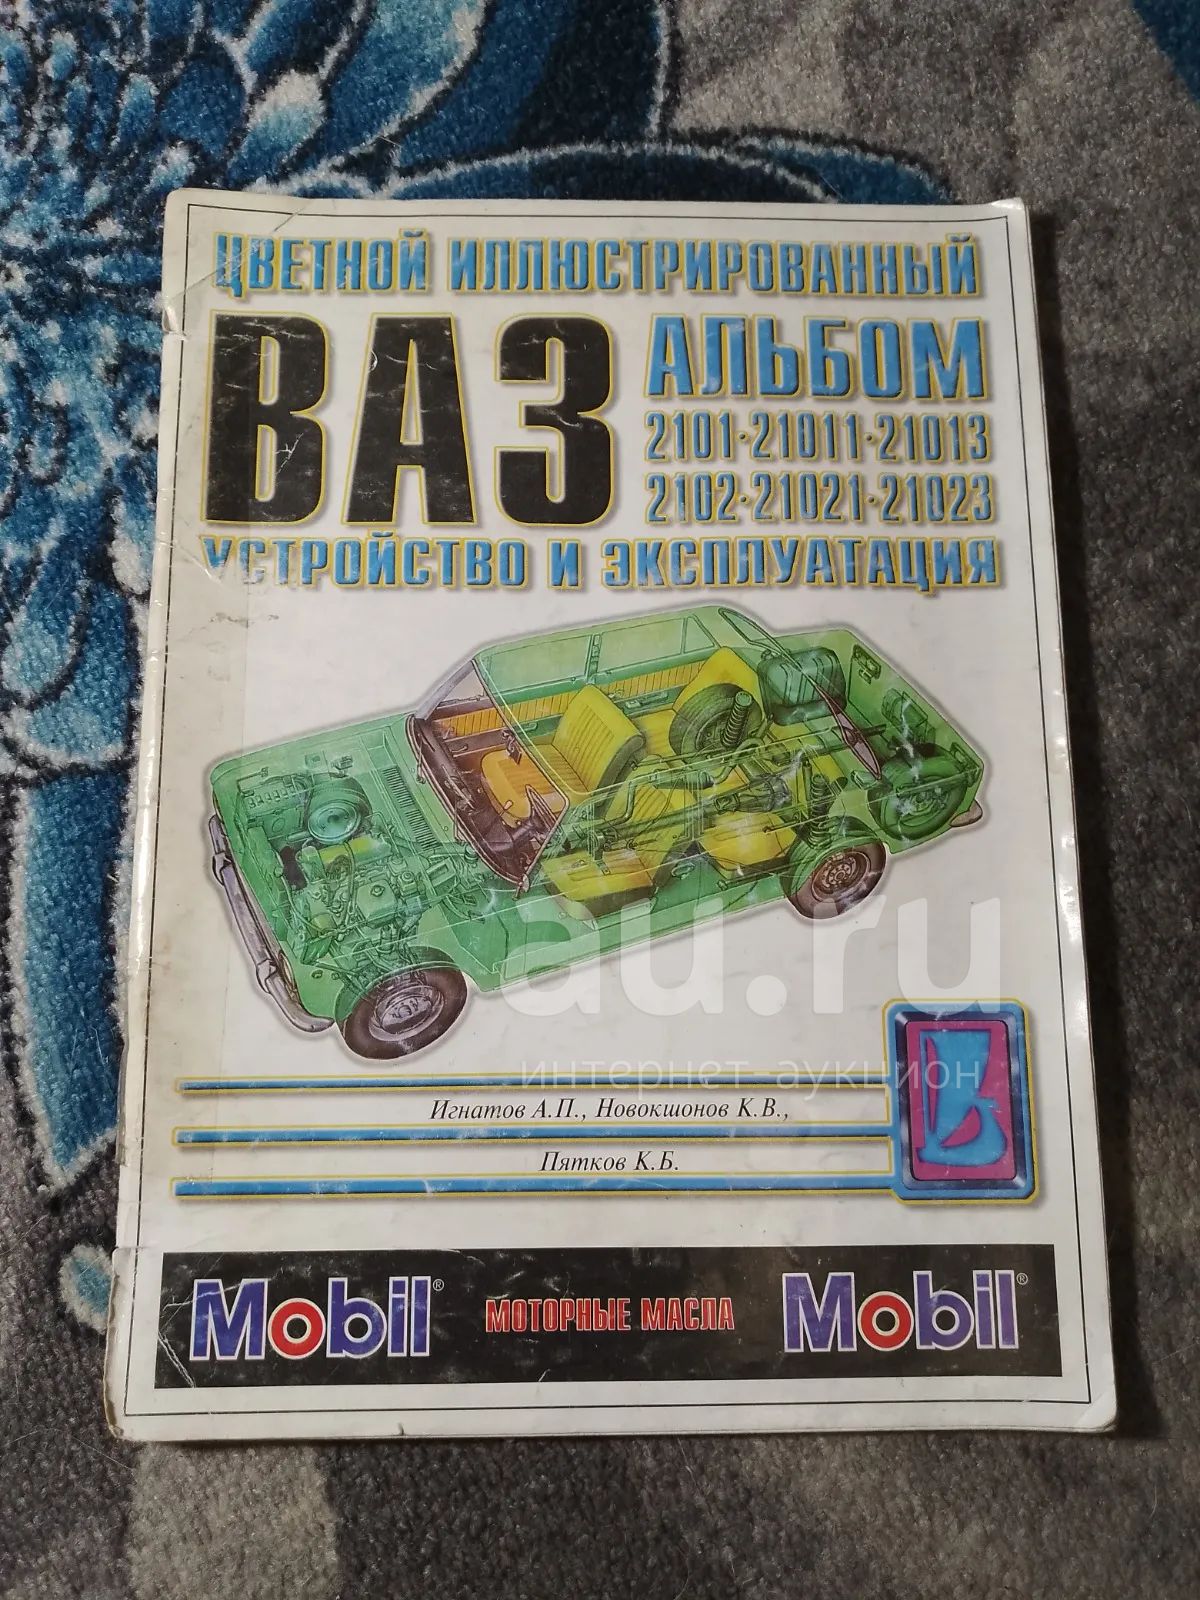 ЦВЕТНОЙ ИЛЛЮСТРИРОВАННЫЙ
ВАЗ АЛЬБОМ
2101·21011·21013
2102·21021·21023
УСТРОЙСТВО И ЭКСПЛУАТАЦИЯ
au.ru
интернет аукцион
Игнатов А.П., Новокшонов К.В.,
Пятков К.Б.
Mobil® МОТОРНЫЕ МАСЛА Mobil®